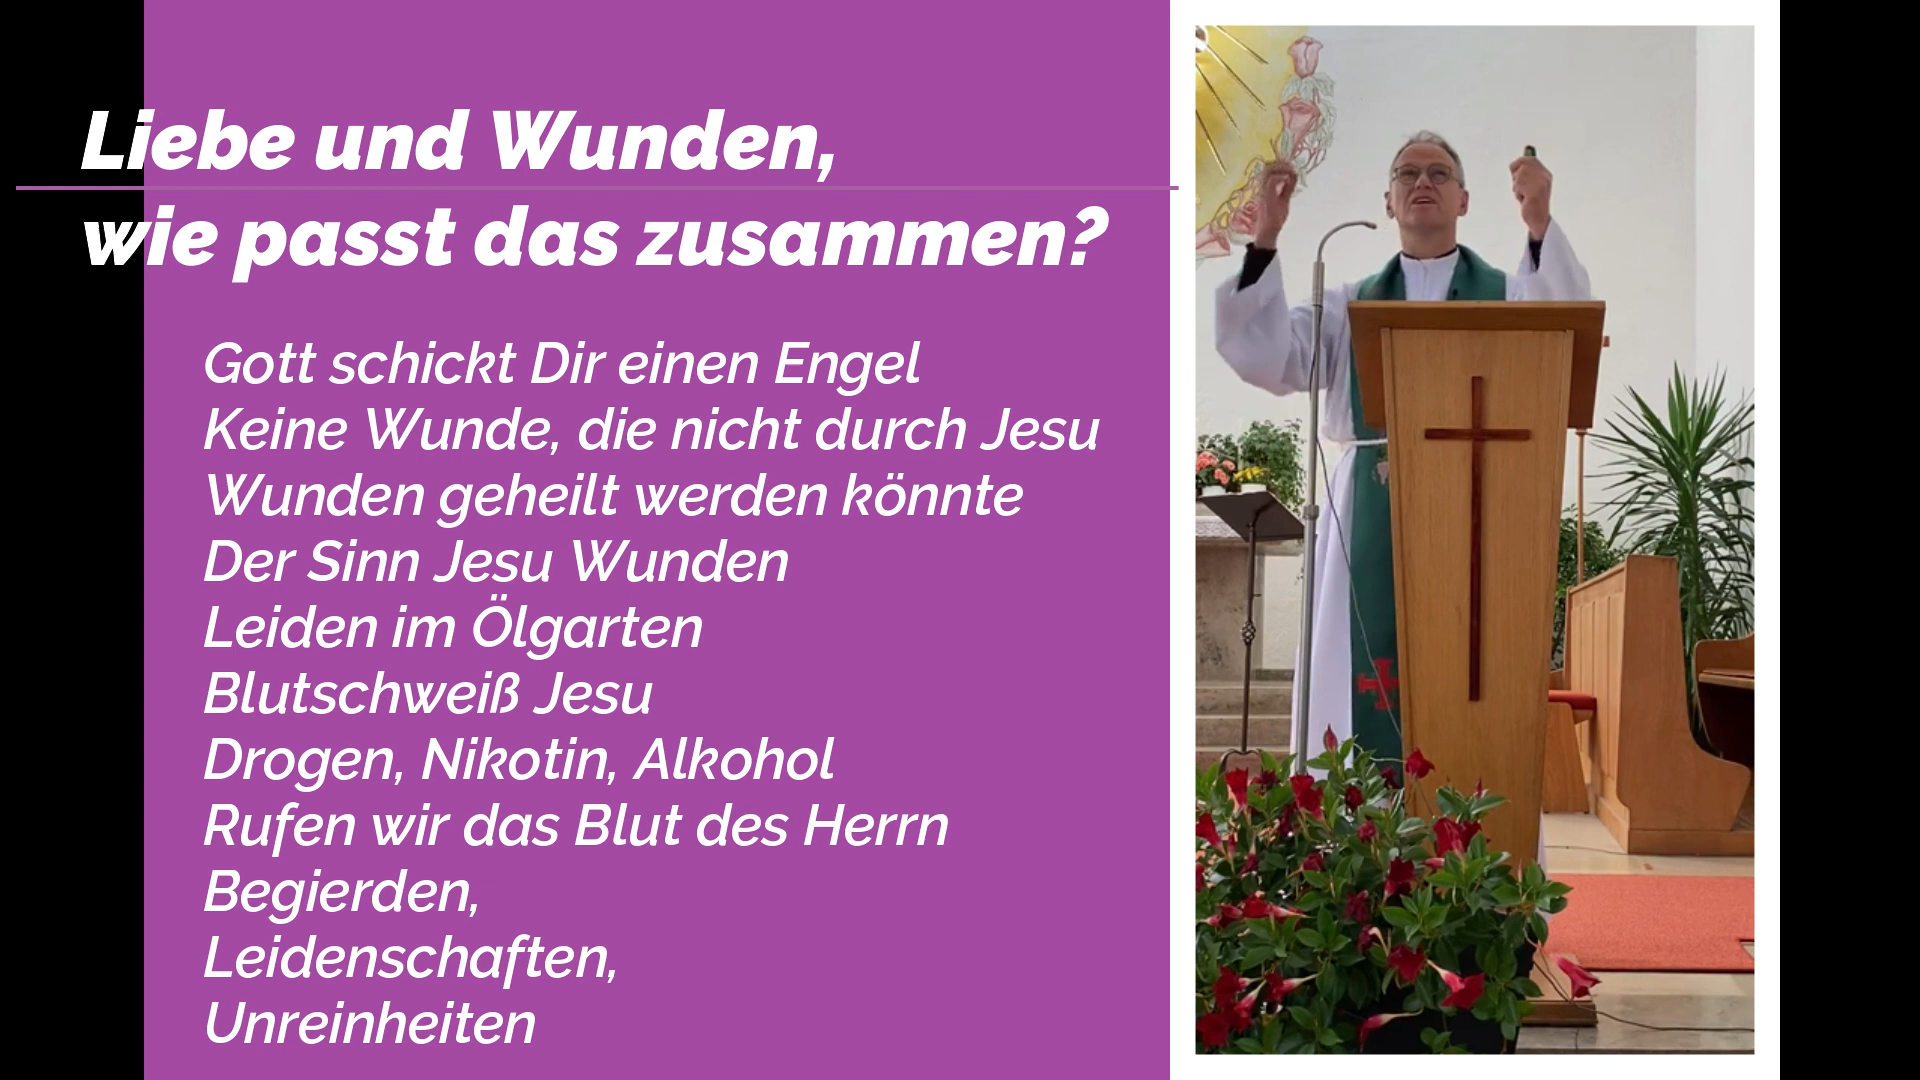 Liebe und Wunden,
wie passt das zusammen?
Gott schickt Dir einen Engel
Keine Wunde, die nicht durch Jesu
Wunden geheilt werden könnte
Der Sinn Jesu Wunden
Leiden im Ölgarten
Blutschweiß Jesu
Drogen, Nikotin, Alkohol
Rufen wir das Blut des Herrn
Begierden,
Leidenschaften,
Unreinheiten